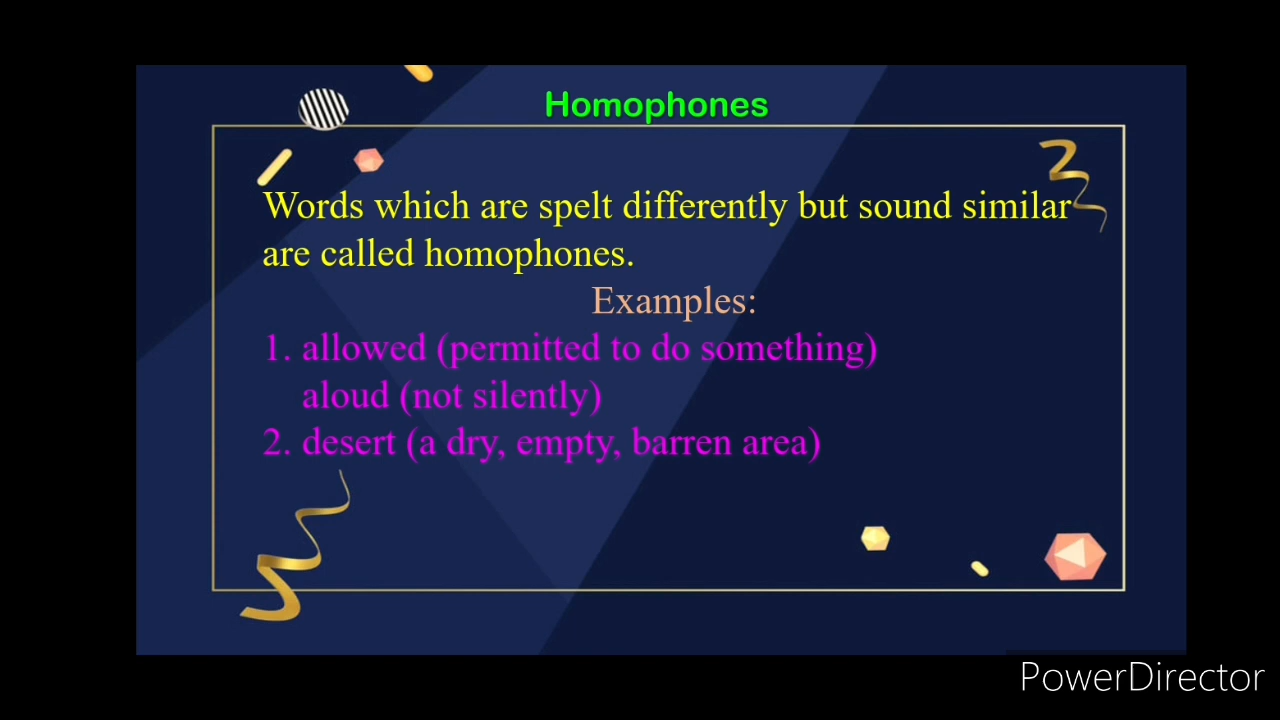 Homophones
Words which are spelt differently but sound similar
are called homophones.
Examples:
1. allowed (permitted to do something)
aloud (not silently)
2. desert (a dry, empty, barren area)
PowerDirector